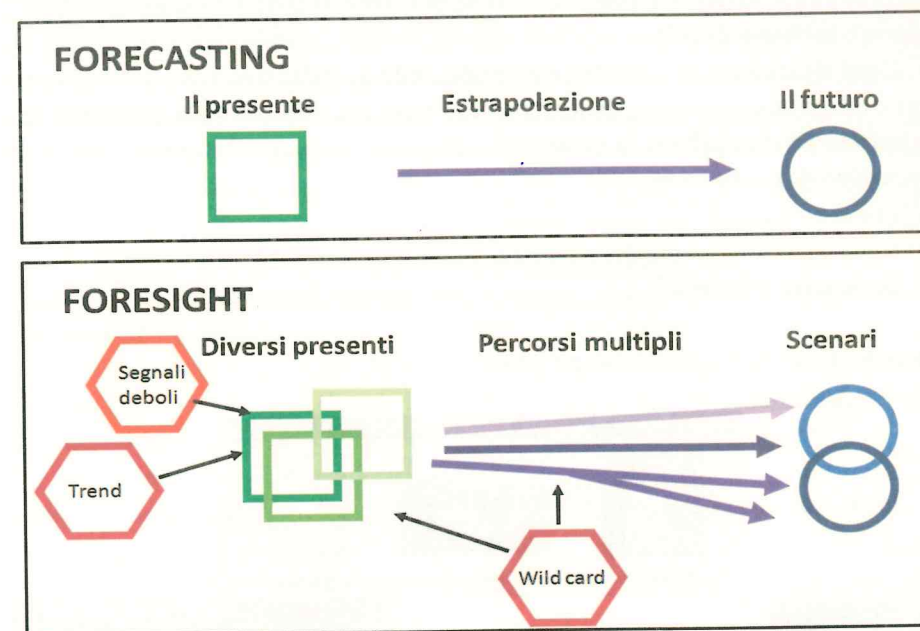 FORECASTING
Il presente
Estrapolazione
Il futuro
FORESIGHT
Diversi presenti
Percorsi multipli
Scenari
Segnali
deboli
Trend
Wild card